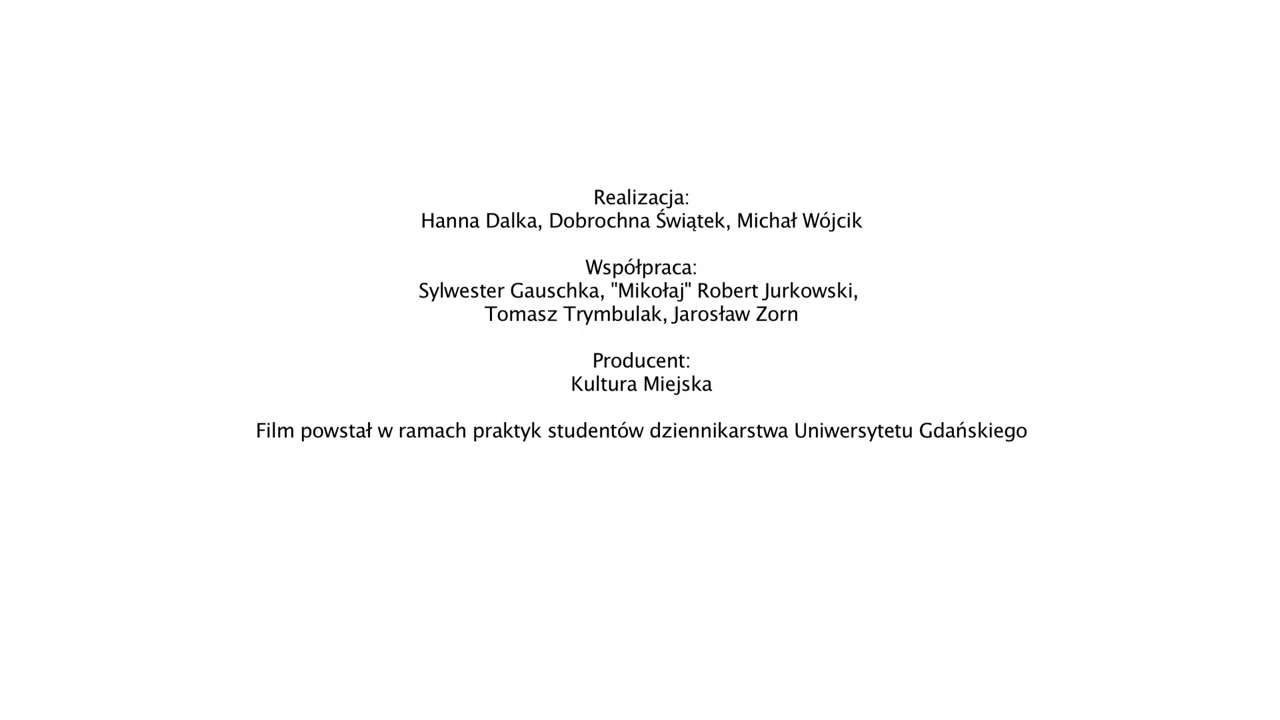 Realizacja:
Hanna Dalka, Dobrochna Świątek, Michał Wójcik
Współpraca:
Sylwester Gauschka, "Mikołaj" Robert Jurkowski,
Tomasz Trymbulak, Jarosław Zorn
Producent:
Kultura Miejska
Film powstał w ramach praktyk studentów dziennikarstwa Uniwersytetu Gdańskiego